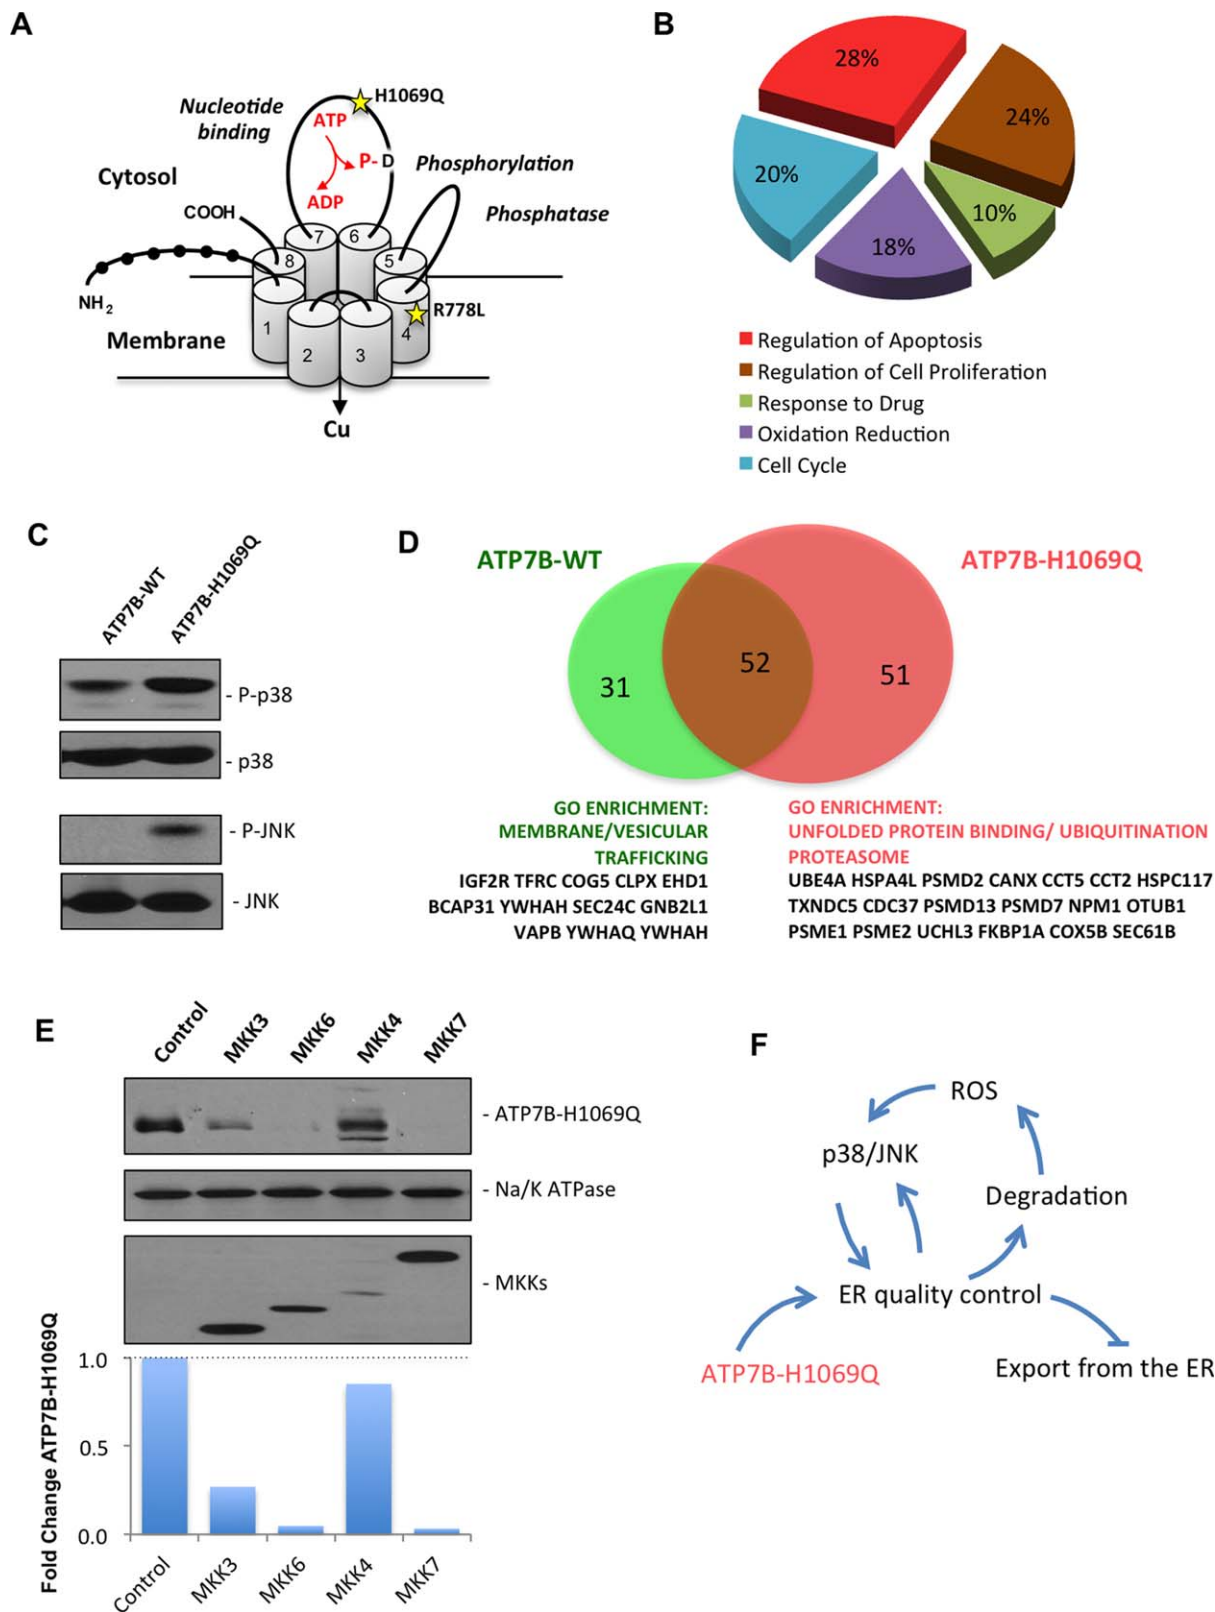 A
Nucleotide
binding
H1069Q
ATP
P- D
ADP
Phosphorylation
Phosphatase
Cytosol
COOH
NH2
Membrane
R778L
1
2
3
4
5
6
7
8
Cu
B
28%
24%
10%
18%
20%
Regulation of Apoptosis
Regulation of Cell Proliferation
Response to Drug
Oxidation Reduction
Cell Cycle
C
ATP7B-WT
ATP7B-H1069Q
- P-p38
- p38
- P-JNK
- JNK
D
ATP7B-WT
ATP7B-H1069Q
31
52
51
GO ENRICHMENT:
MEMBRANE/VESICULAR
TRAFFICKING
IGF2R TFRC COG5 CLPX EHD1
BCAP31 YWHAH SEC24C GNB2L1
VAPB YWHAQ YWHAH
GO ENRICHMENT:
UNFOLDED PROTEIN BINDING/ UBIQUITINATION
PROTEASOME
UBE4A HSPA4L PSMD2 CANX CCT5 CCT2 HSPC117
TXNDC5 CDC37 PSMD13 PSMD7 NPM1 OTUB1
PSME1 PSME2 UCHL3 FKBP1A COX5B SEC61B
E
Control
MKK3
MKK6
MKK4
MKK7
- ATP7B-H1069Q
- Na/K ATPase
- MKKs
Fold Change ATP7B-H1069Q
1.0
0.5
0.0
Control
MKK3
MKK6
MKK4
MKK7
F
ROS
p38/JNK
Degradation
ER quality control
ATP7B-H1069Q
Export from the ER